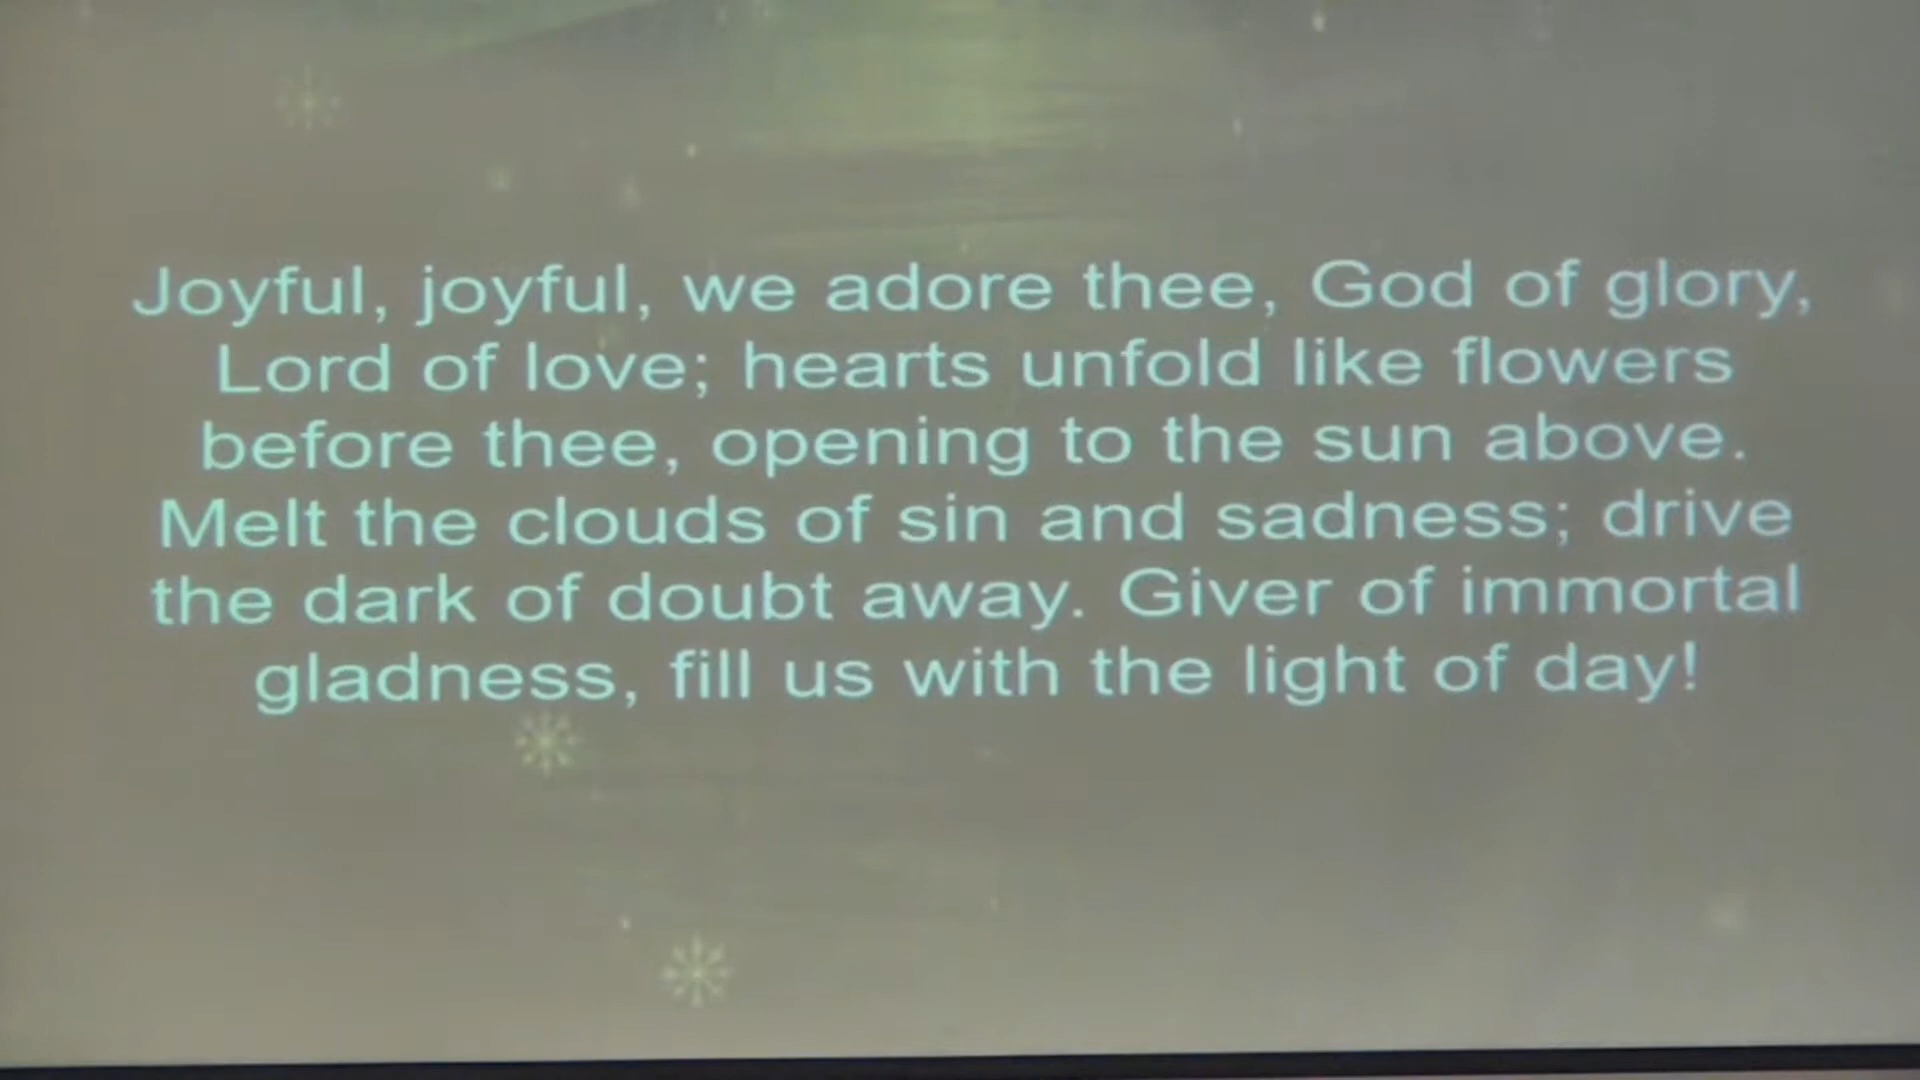 Joyful, joyful, we adore thee, God of glory,
Lord of love; hearts unfold like flowers
before thee, opening to the sun above.
Melt the clouds of sin and sadness; drive
the dark of doubt away. Giver of immortal
gladness, fill us with the light of day!